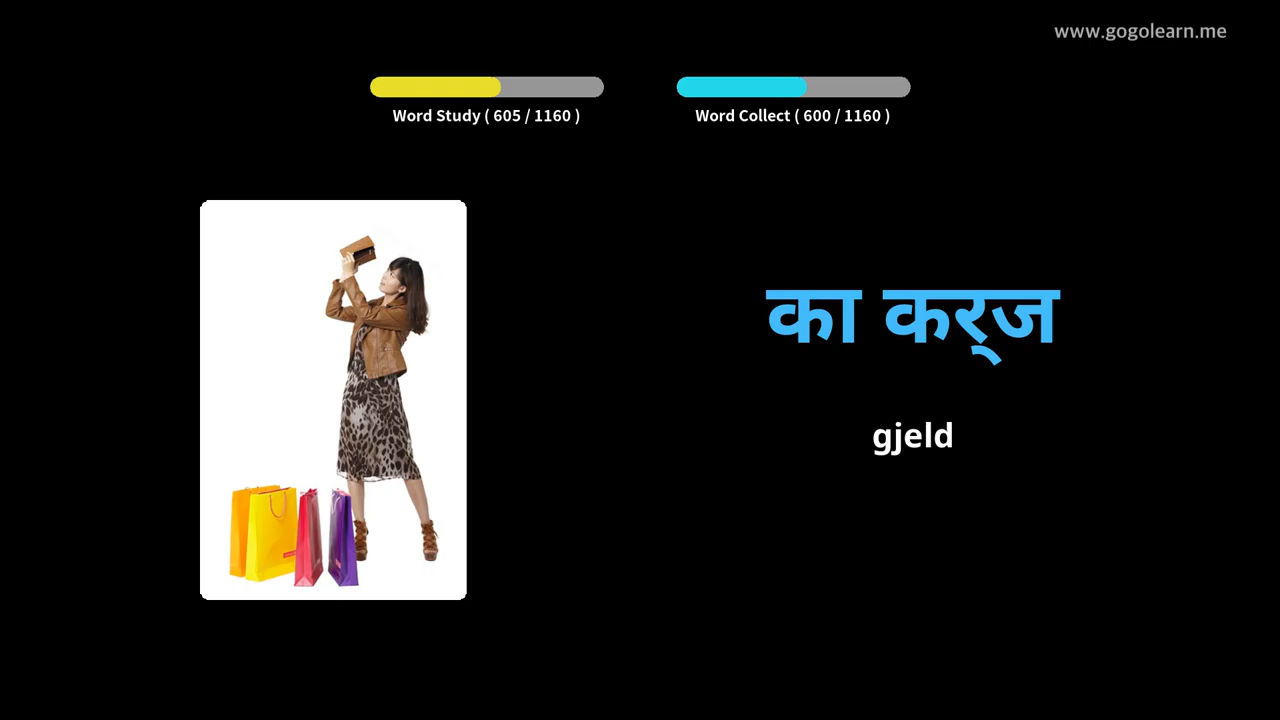 www.gogolearn.me
Word Study ( 605 / 1160 )
Word Collect ( 600 / 1160 )
का कर्‌ज
gjeld